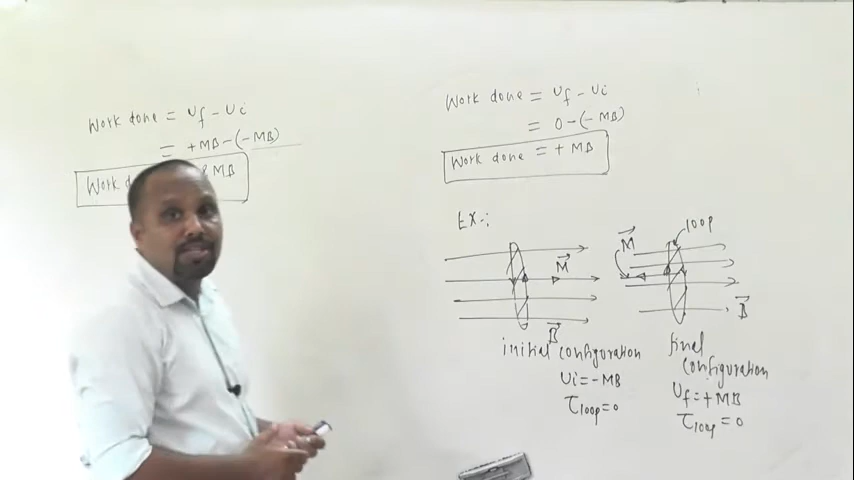 Work done = Uf - Ui
= +MB - (-MB)
Work MB
Work done = Uf - Ui
= 0 - (-MB)
Work done = + MB
EX:-
M⃗
B⃗
initial configuration
Ui = -MB
τloop = 0
loop
M⃗
B⃗
final
configuration
Uf = +MB
τloop = 0